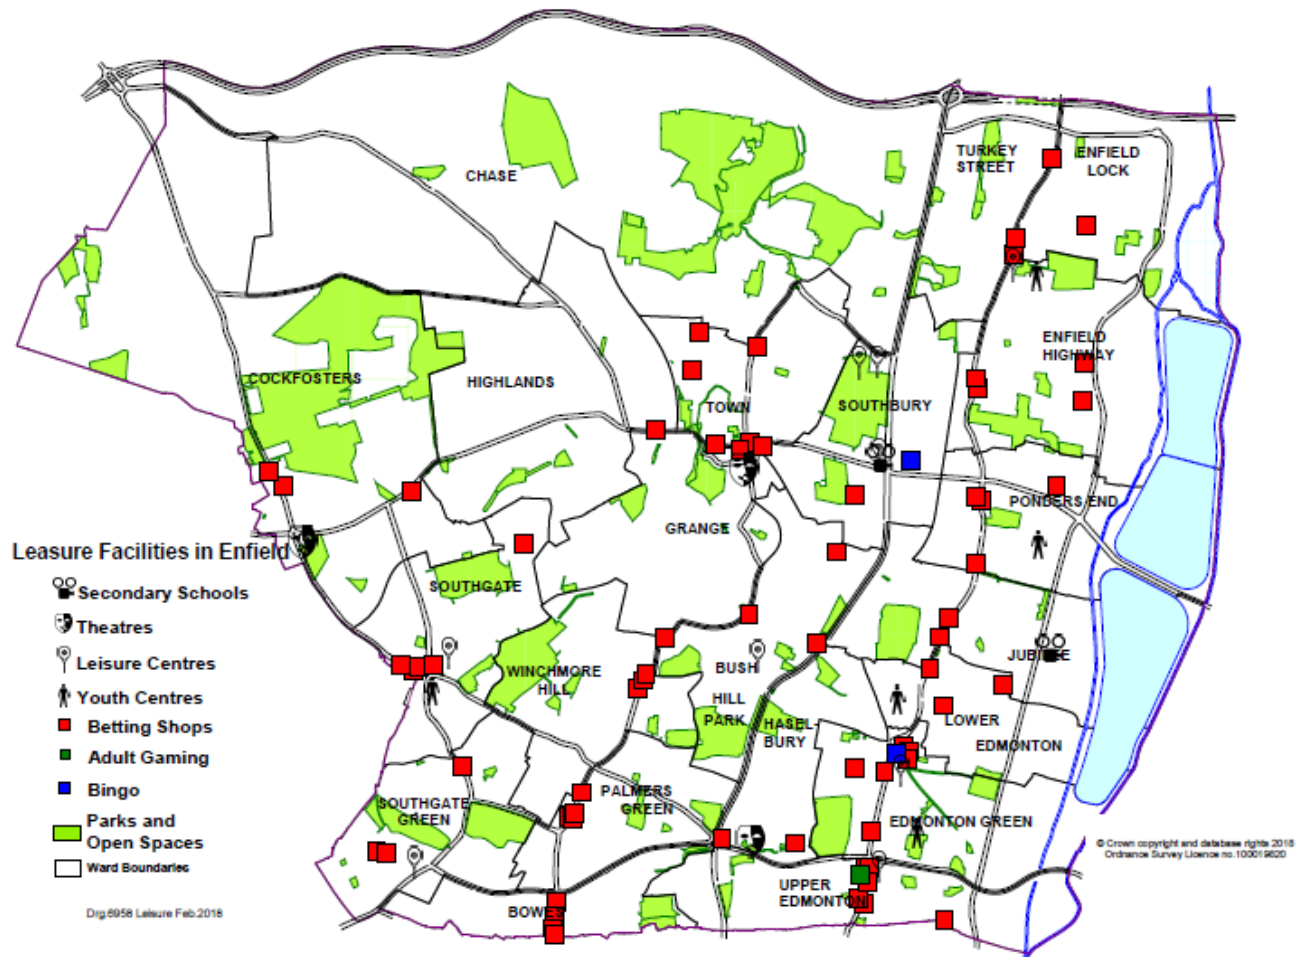 TURKEY
STREET
ENFIELD
LOCK
CHASE
ENFIELD
HIGHWAY
COCKFOSTERS
HIGHLANDS
TOWN
SOUTHBURY
PONDERS END
GRANGE
Leasure Facilities in Enfield
Secondary Schools
Theatres
Leisure Centres
Youth Centres
Betting Shops
Adult Gaming
Bingo
Parks and
Open Spaces
Ward Boundaries
Drg.6958 Leisure Feb.2018
SOUTHGATE
WINCHMORE
HILL
BUSH
HILL
PARK
HASEL-
BURY
JUBILEE
LOWER
EDMONTON
SOUTHGATE
GREEN
PALMERS
GREEN
EDMONTON GREEN
UPPER
EDMONTON
BOWES
© Crown copyright and database rights 2018
Ordnance Survey Licence no.100019820